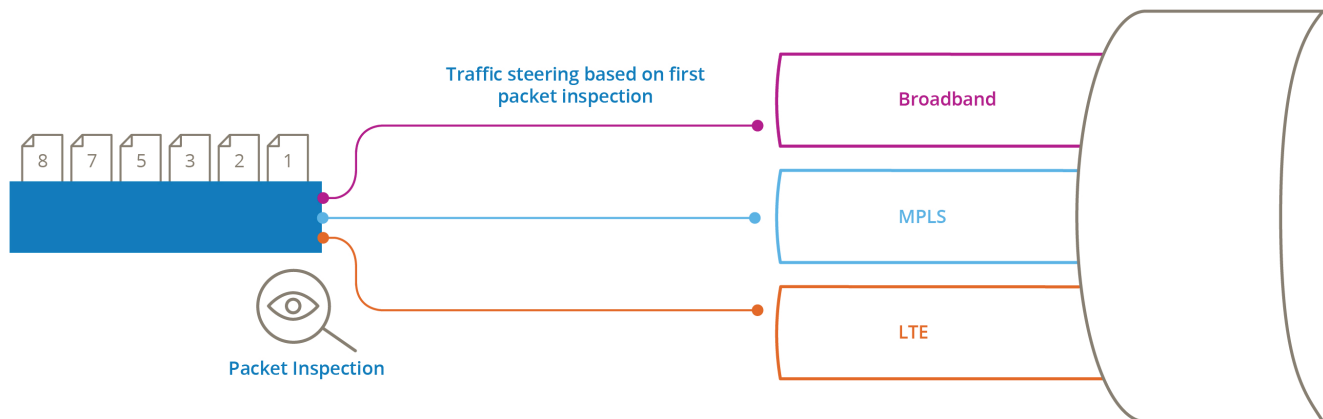 Traffic steering based on first
packet inspection
Broadband
8 7 5 3 2 1
MPLS
LTE
Packet Inspection